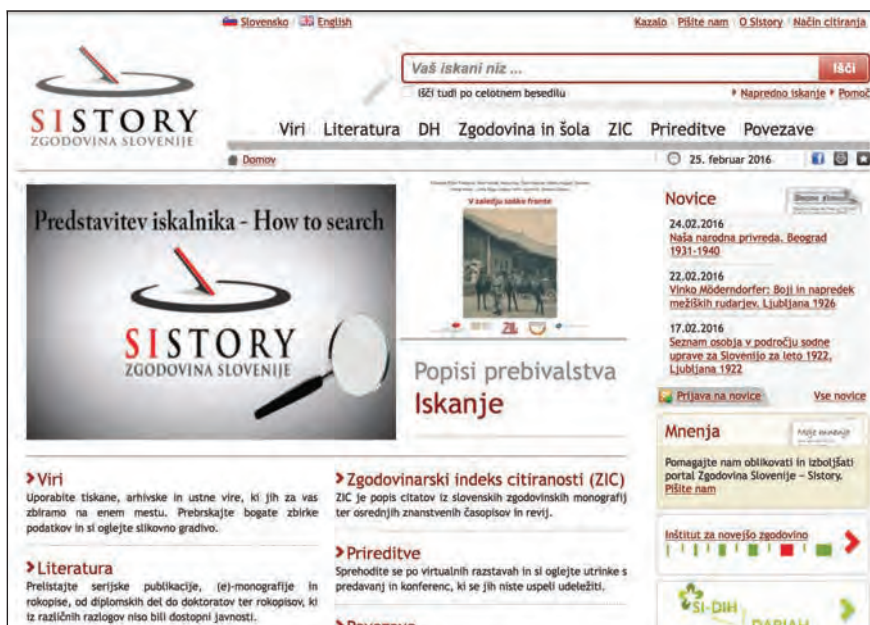 Slovensko / English
Kazalo Pišite nam O Sistory Način citiranja
Vaš iskani niz ...
Išči
Išči tudi po celotnem besedilu
Napredno iskanje Pomoč
SISTORY
ZGODOVINA SLOVENIJE
Viri Literatura DH Zgodovina in šola ZIC Prireditve Povezave
Domov
25. februar 2016
Predstavitev iskalnika - How to search
SISTORY
ZGODOVINA SLOVENIJE
V zaledju soške fronte
Popisi prebivalstva
Iskanje
Novice
24.02.2016
Naša narodna privreda, Beograd
1931-1940
22.02.2016
Vinko Möderndorfer: Boji in napredek
mežiških rudarjev, Ljubljana 1926
17.02.2016
Seznam osobja v področju sodne
uprave za Slovenijo za leto 1922,
Ljubljana 1922
Prijava na novice
Vse novice
Mnenja
Moje mnenje
Pomagajte nam oblikovati in izboljšati
portal Zgodovina Slovenije – Sistory.
Pišite nam
Inštitut za novejšo zgodovino
SI-DIH
DARIAH
Viri
Uporabite tiskane, arhivske in ustne vire, ki jih za vas
zbiramo na enem mestu. Prebrskajte bogate zbirke
podatkov in si oglejte slikovno gradivo.
Literatura
Prelistajte serijske publikacije, (e)-monografije in
rokopise, od diplomskih del do doktoratov ter rokopisov, ki
iz različnih razlogov niso bili dostopni javnosti.
Zgodovinarski indeks citiranosti (ZIC)
ZIC je popis citatov iz slovenskih zgodovinskih monografij
ter osrednjih znanstvenih časopisov in revij.
Prireditve
Sprehodite se po virtualnih razstavah in si oglejte utrinke s
predavanj in konferenc, ki se jih niste uspeli udeležiti.
Povezave